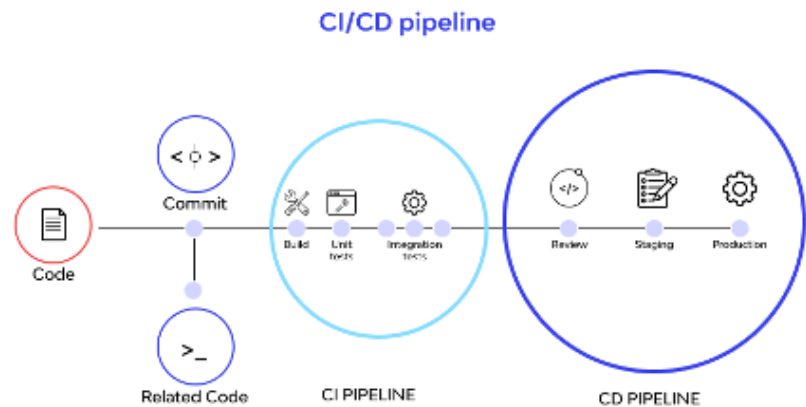 CI/CD pipeline
< > 
Commit
Code
>_
Related Code
</>
Build
Unit
tests
Integration
tests
Review
Staging
Production
CI PIPELINE
CD PIPELINE